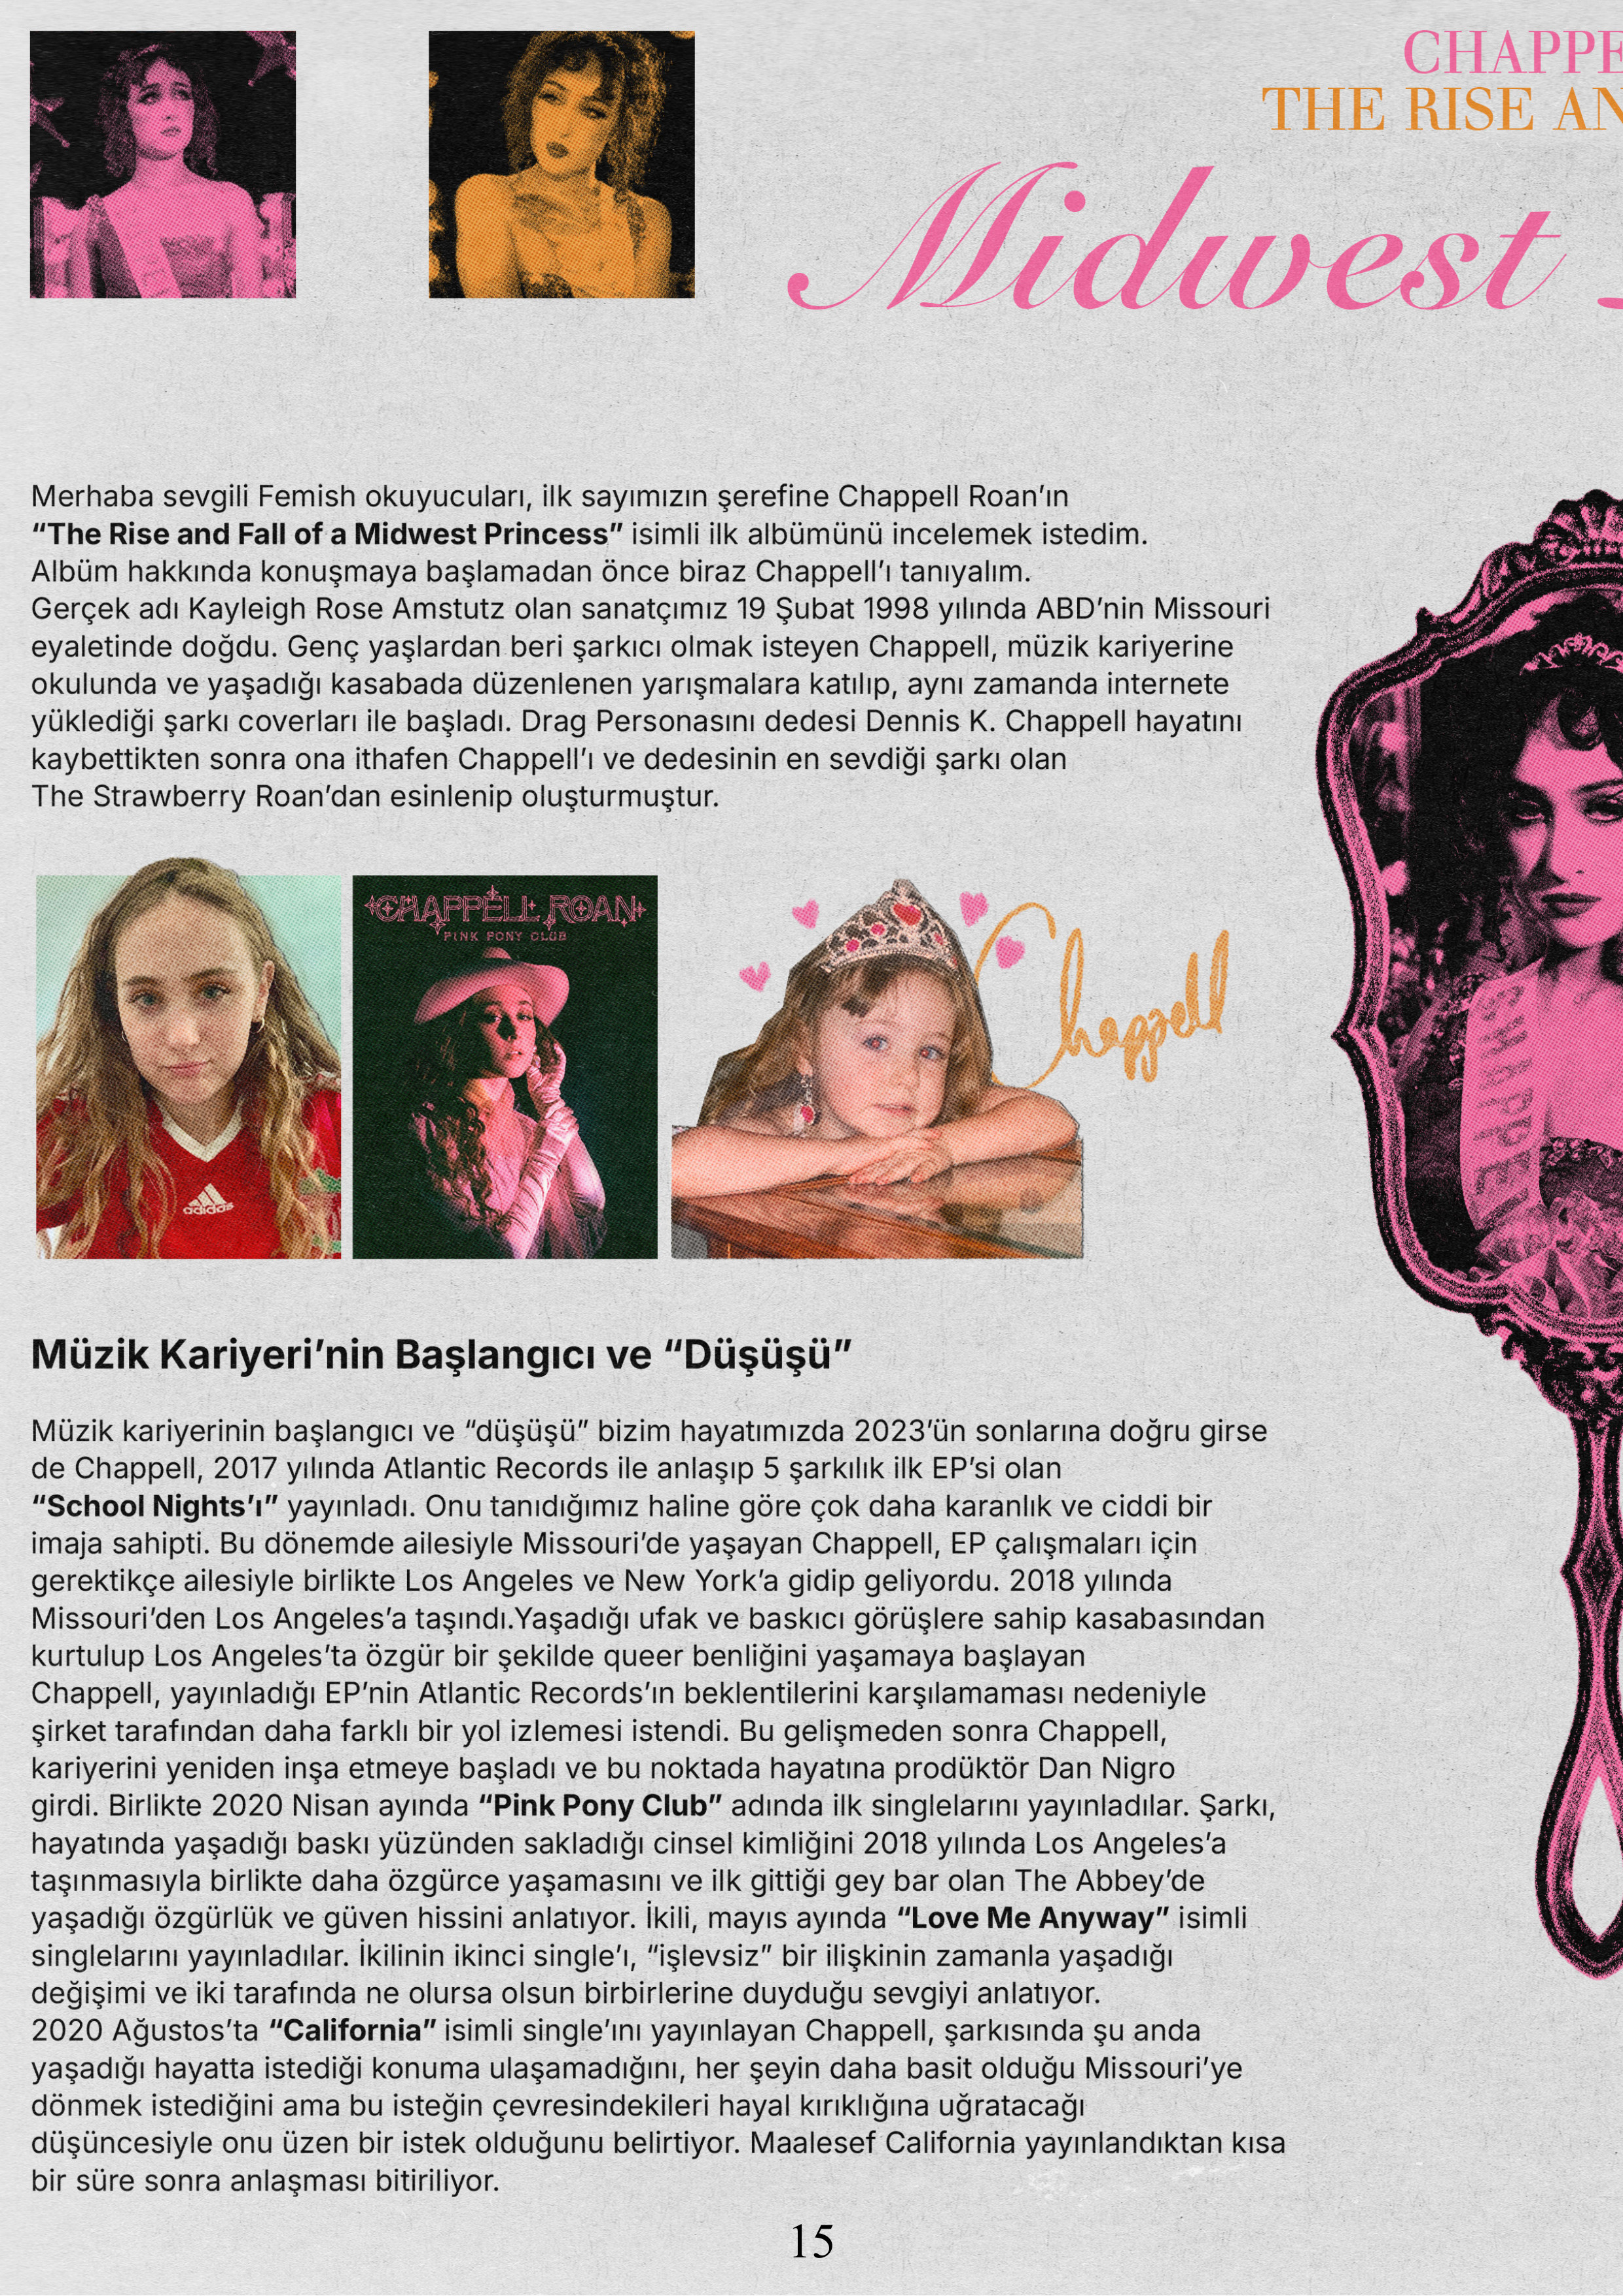 CHAPPE
THE RISE AN
Midwest
Merhaba sevgili Femish okuyucuları, ilk sayımızın şerefine Chappell Roan’ın
“The Rise and Fall of a Midwest Princess” isimli ilk albümünü incelemek istedim.
Albüm hakkında konuşmaya başlamadan önce biraz Chappell’ı tanıyalım.
Gerçek adı Kayleigh Rose Amstutz olan sanatçımız 19 Şubat 1998 yılında ABD’nin Missouri
eyaletinde doğdu. Genç yaşlardan beri şarkıcı olmak isteyen Chappell, müzik kariyerine
okulunda ve yaşadığı kasabada düzenlenen yarışmalara katılıp, aynı zamanda internete
yüklediği şarkı coverları ile başladı. Drag Personasını dedesi Dennis K. Chappell hayatını
kaybettikten sonra ona ithafen Chappell’ı ve dedesinin en sevdiği şarkı olan
The Strawberry Roan’dan esinlenip oluşturmuştur.
CHAPPELL ROAN
PINK PONY CLUB
Chappell
adidas
CHAPPEL
Müzik Kariyeri’nin Başlangıcı ve “Düşüşü”
Müzik kariyerinin başlangıcı ve “düşüşü” bizim hayatımızda 2023’ün sonlarına doğru girse
de Chappell, 2017 yılında Atlantic Records ile anlaşıp 5 şarkılık ilk EP’si olan
“School Nights’ı” yayınladı. Onu tanıdığımız haline göre çok daha karanlık ve ciddi bir
imaja sahipti. Bu dönemde ailesiyle Missouri’de yaşayan Chappell, EP çalışmaları için
gerektikçe ailesiyle birlikte Los Angeles ve New York’a gidip geliyordu. 2018 yılında
Missouri’den Los Angeles’a taşındı.Yaşadığı ufak ve baskıcı görüşlere sahip kasabasından
kurtulup Los Angeles’ta özgür bir şekilde queer benliğini yaşamaya başlayan
Chappell, yayınladığı EP’nin Atlantic Records’ın beklentilerini karşılamaması nedeniyle
şirket tarafından daha farklı bir yol izlemesi istendi. Bu gelişmeden sonra Chappell,
kariyerini yeniden inşa etmeye başladı ve bu noktada hayatına prodüktör Dan Nigro
girdi. Birlikte 2020 Nisan ayında “Pink Pony Club” adında ilk singlelarını yayınladılar. Şarkı,
hayatında yaşadığı baskı yüzünden sakladığı cinsel kimliğini 2018 yılında Los Angeles’a
taşınmasıyla birlikte daha özgürce yaşamasını ve ilk gittiği gey bar olan The Abbey’de
yaşadığı özgürlük ve güven hissini anlatıyor. İkili, mayıs ayında “Love Me Anyway” isimli
singlelarını yayınladılar. İkilinin ikinci single’ı, “işlevsiz” bir ilişkinin zamanla yaşadığı
değişimi ve iki tarafında ne olursa olsun birbirlerine duyduğu sevgiyi anlatıyor.
2020 Ağustos’ta “California” isimli single’ını yayınlayan Chappell, şarkısında şu anda
yaşadığı hayatta istediği konuma ulaşamadığını, her şeyin daha basit olduğu Missouri’ye
dönmek istediğini ama bu isteğin çevresindekileri hayal kırıklığına uğratacağı
düşüncesiyle onu üzen bir istek olduğunu belirtiyor. Maalesef California yayınlandıktan kısa
bir süre sonra anlaşması bitiriliyor.
15